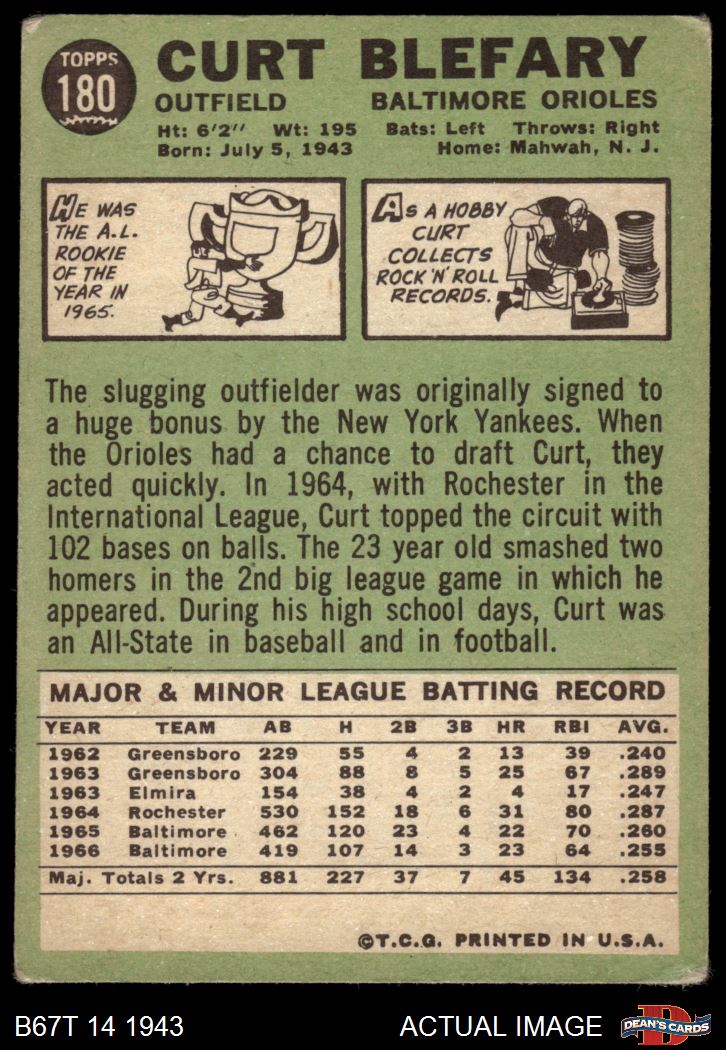 TOPPS
180
CURT BLEFARY
OUTFIELD BALTIMORE ORIOLES
Ht: 6'2" Wt: 195 Bats: Left Throws: Right
Born: July 5, 1943 Home: Mahwah, N. J.
HE WAS
THE A.L.
ROOKIE
OF THE
YEAR IN
1965.
AS A HOBBY
CURT
COLLECTS
ROCK 'N' ROLL
RECORDS.
The slugging outfielder was originally signed to
a huge bonus by the New York Yankees. When
the Orioles had a chance to draft Curt, they
acted quickly. In 1964, with Rochester in the
International League, Curt topped the circuit with
102 bases on balls. The 23 year old smashed two
homers in the 2nd big league game in which he
appeared. During his high school days, Curt was
an All-State in baseball and in football.
MAJOR & MINOR LEAGUE BATTING RECORD
YEAR TEAM AB H 2B 3B HR RBI AVG.
1962 Greensboro 229 55 4 2 13 39 .240
1963 Greensboro 304 88 8 5 25 67 .289
1963 Elmira 154 38 4 2 4 17 .247
1964 Rochester 530 152 18 6 31 80 .287
1965 Baltimore 462 120 23 4 22 70 .260
1966 Baltimore 419 107 14 3 23 64 .255
Maj. Totals 2 Yrs. 881 227 37 7 45 134 .258
©T.C.G. PRINTED IN U.S.A.
B67T 14 1943 ACTUAL IMAGE
D
DEAN'S CARDS